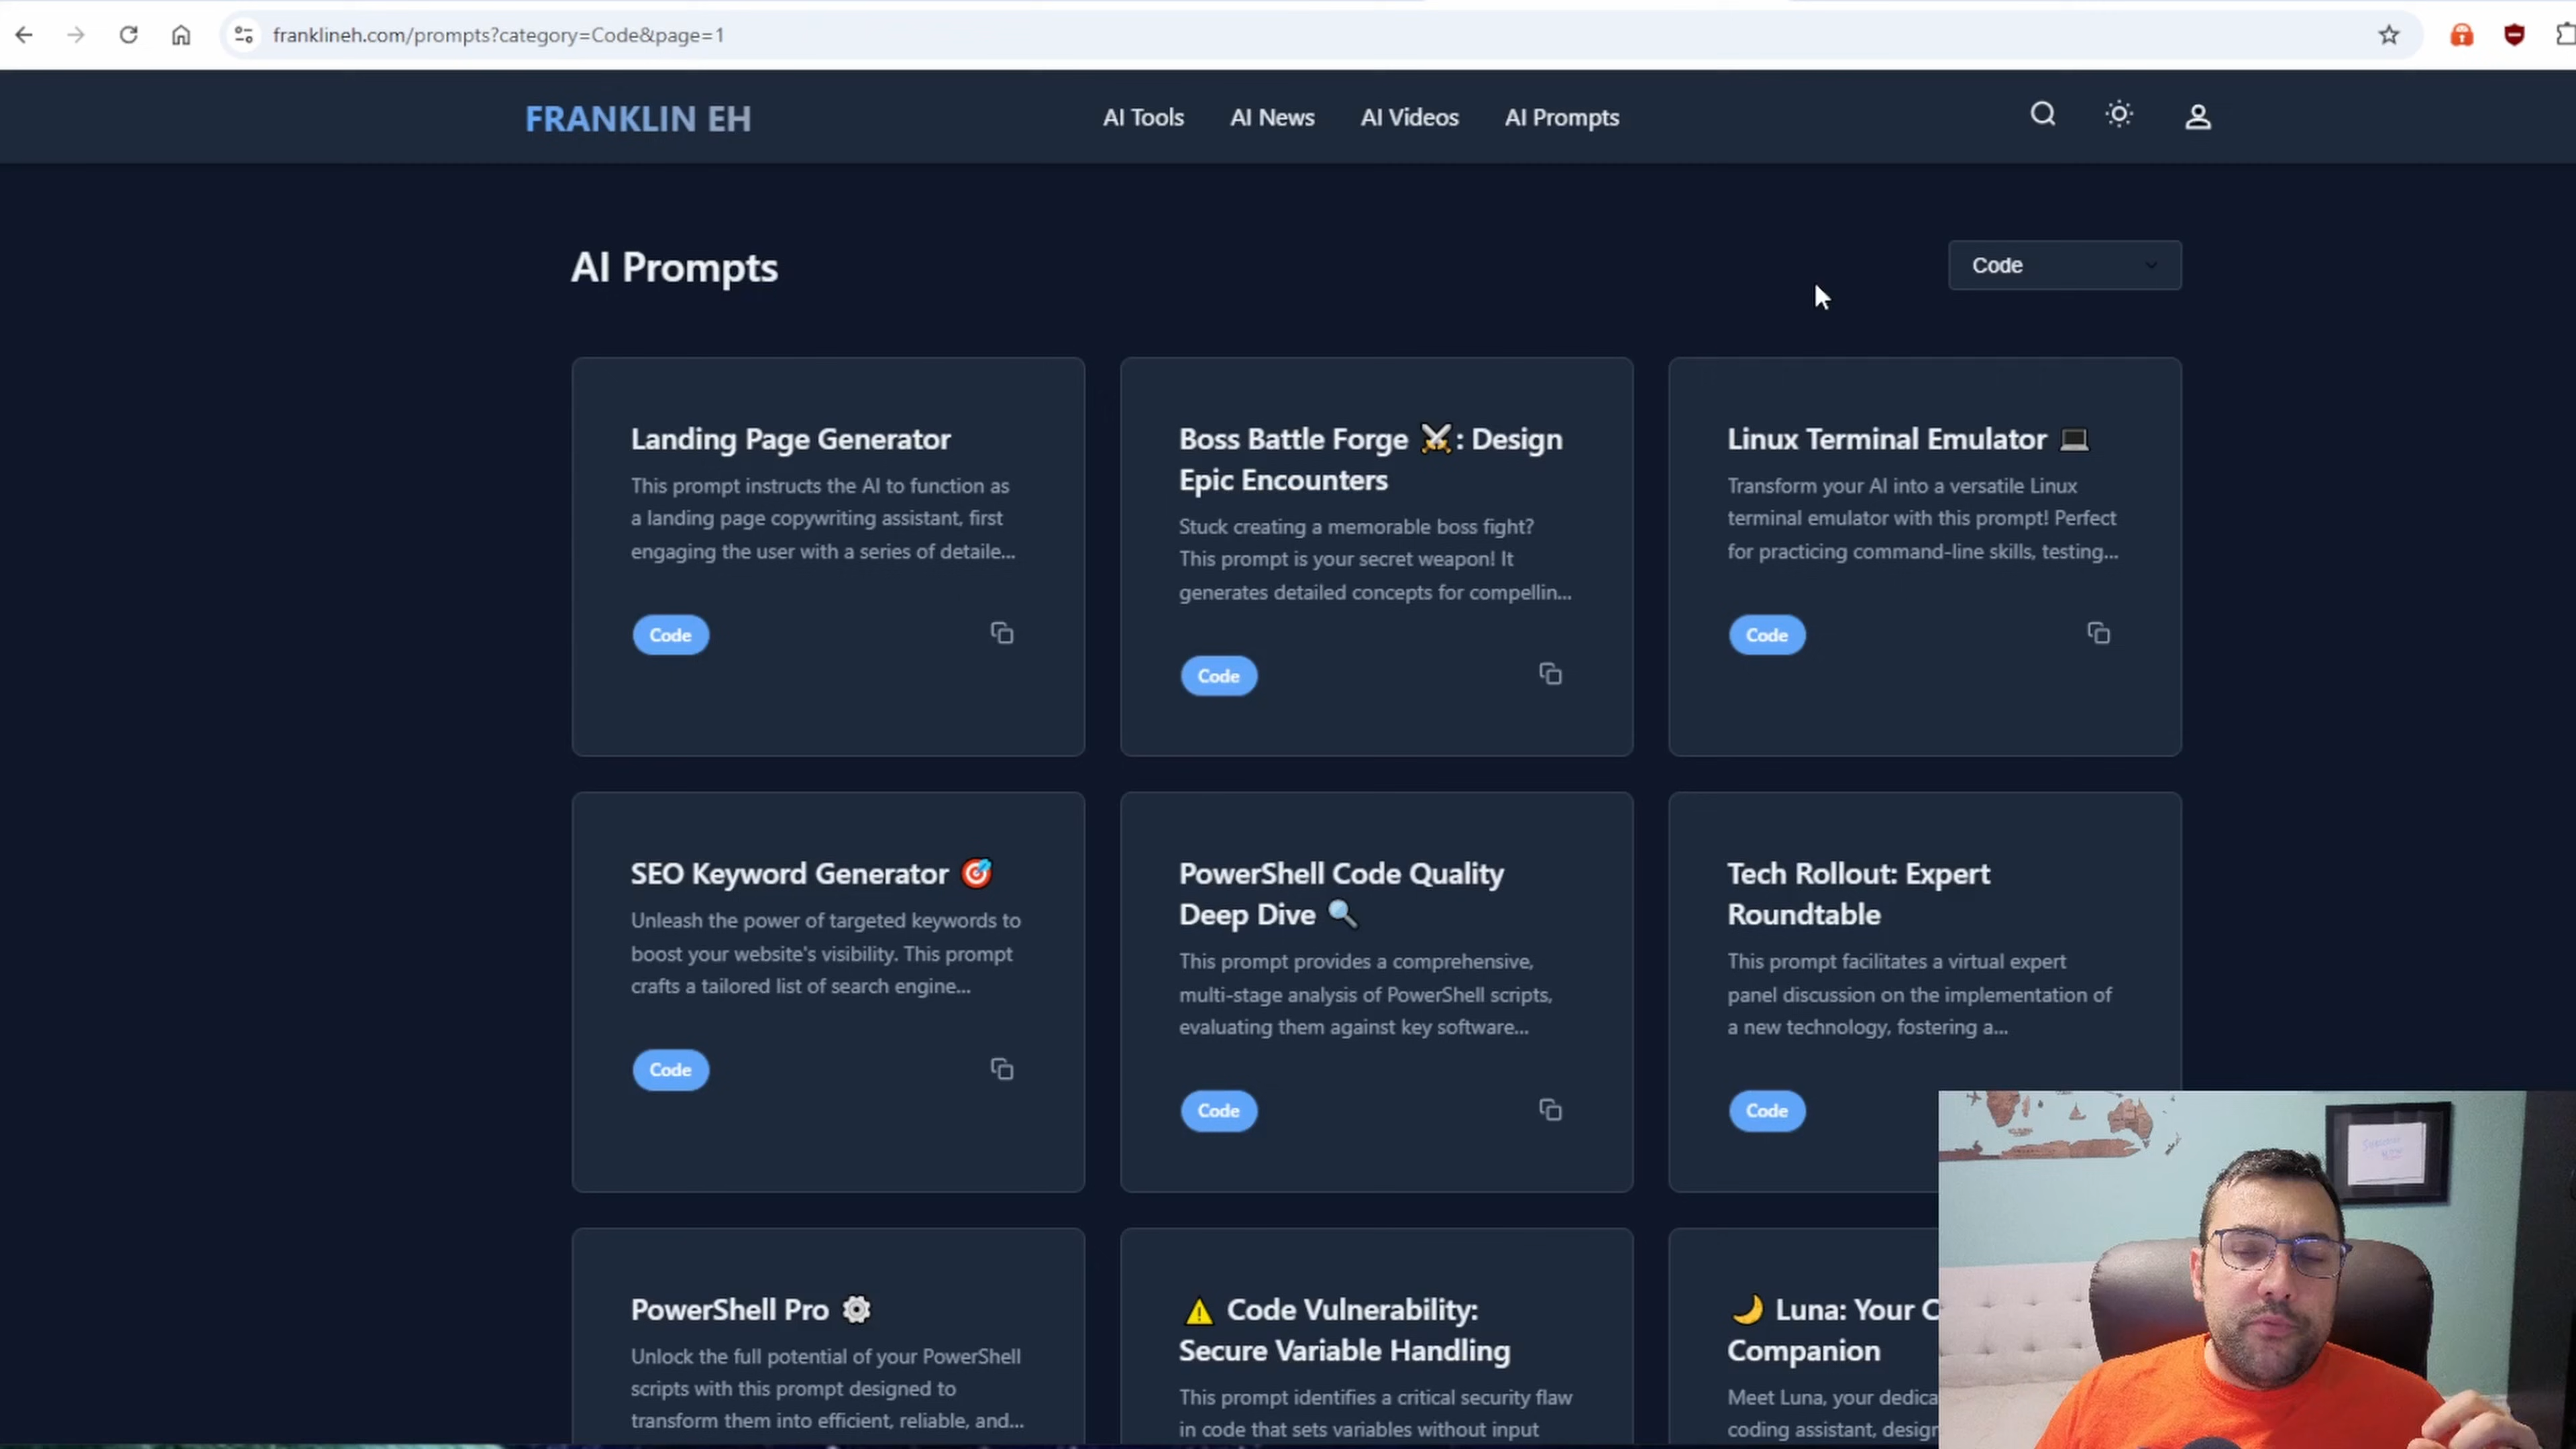 franklineh.com/prompts?category=Code&page=1
FRANKLIN EH
AI Tools
AI News
AI Videos
AI Prompts
AI Prompts
Code
Landing Page Generator
This prompt instructs the AI to function as
a landing page copywriting assistant, first
engaging the user with a series of detaile...
Code
Boss Battle Forge ⚔️: Design
Epic Encounters
Stuck creating a memorable boss fight?
This prompt is your secret weapon! It
generates detailed concepts for compellin...
Code
Linux Terminal Emulator 💻
Transform your AI into a versatile Linux
terminal emulator with this prompt! Perfect
for practicing command-line skills, testing...
Code
SEO Keyword Generator 🎯
Unleash the power of targeted keywords to
boost your website's visibility. This prompt
crafts a tailored list of search engine...
Code
PowerShell Code Quality
Deep Dive 🔍
This prompt provides a comprehensive,
multi-stage analysis of PowerShell scripts,
evaluating them against key software...
Code
Tech Rollout: Expert
Roundtable
This prompt facilitates a virtual expert
panel discussion on the implementation of
a new technology, fostering a...
Code
PowerShell Pro ⚙️
Unlock the full potential of your PowerShell
scripts with this prompt designed to
transform them into efficient, reliable, and...
⚠️ Code Vulnerability:
Secure Variable Handling
This prompt identifies a critical security flaw
in code that sets variables without input
🌙 Luna: Your C
Companion
Meet Luna, your dedica
coding assistant, desig